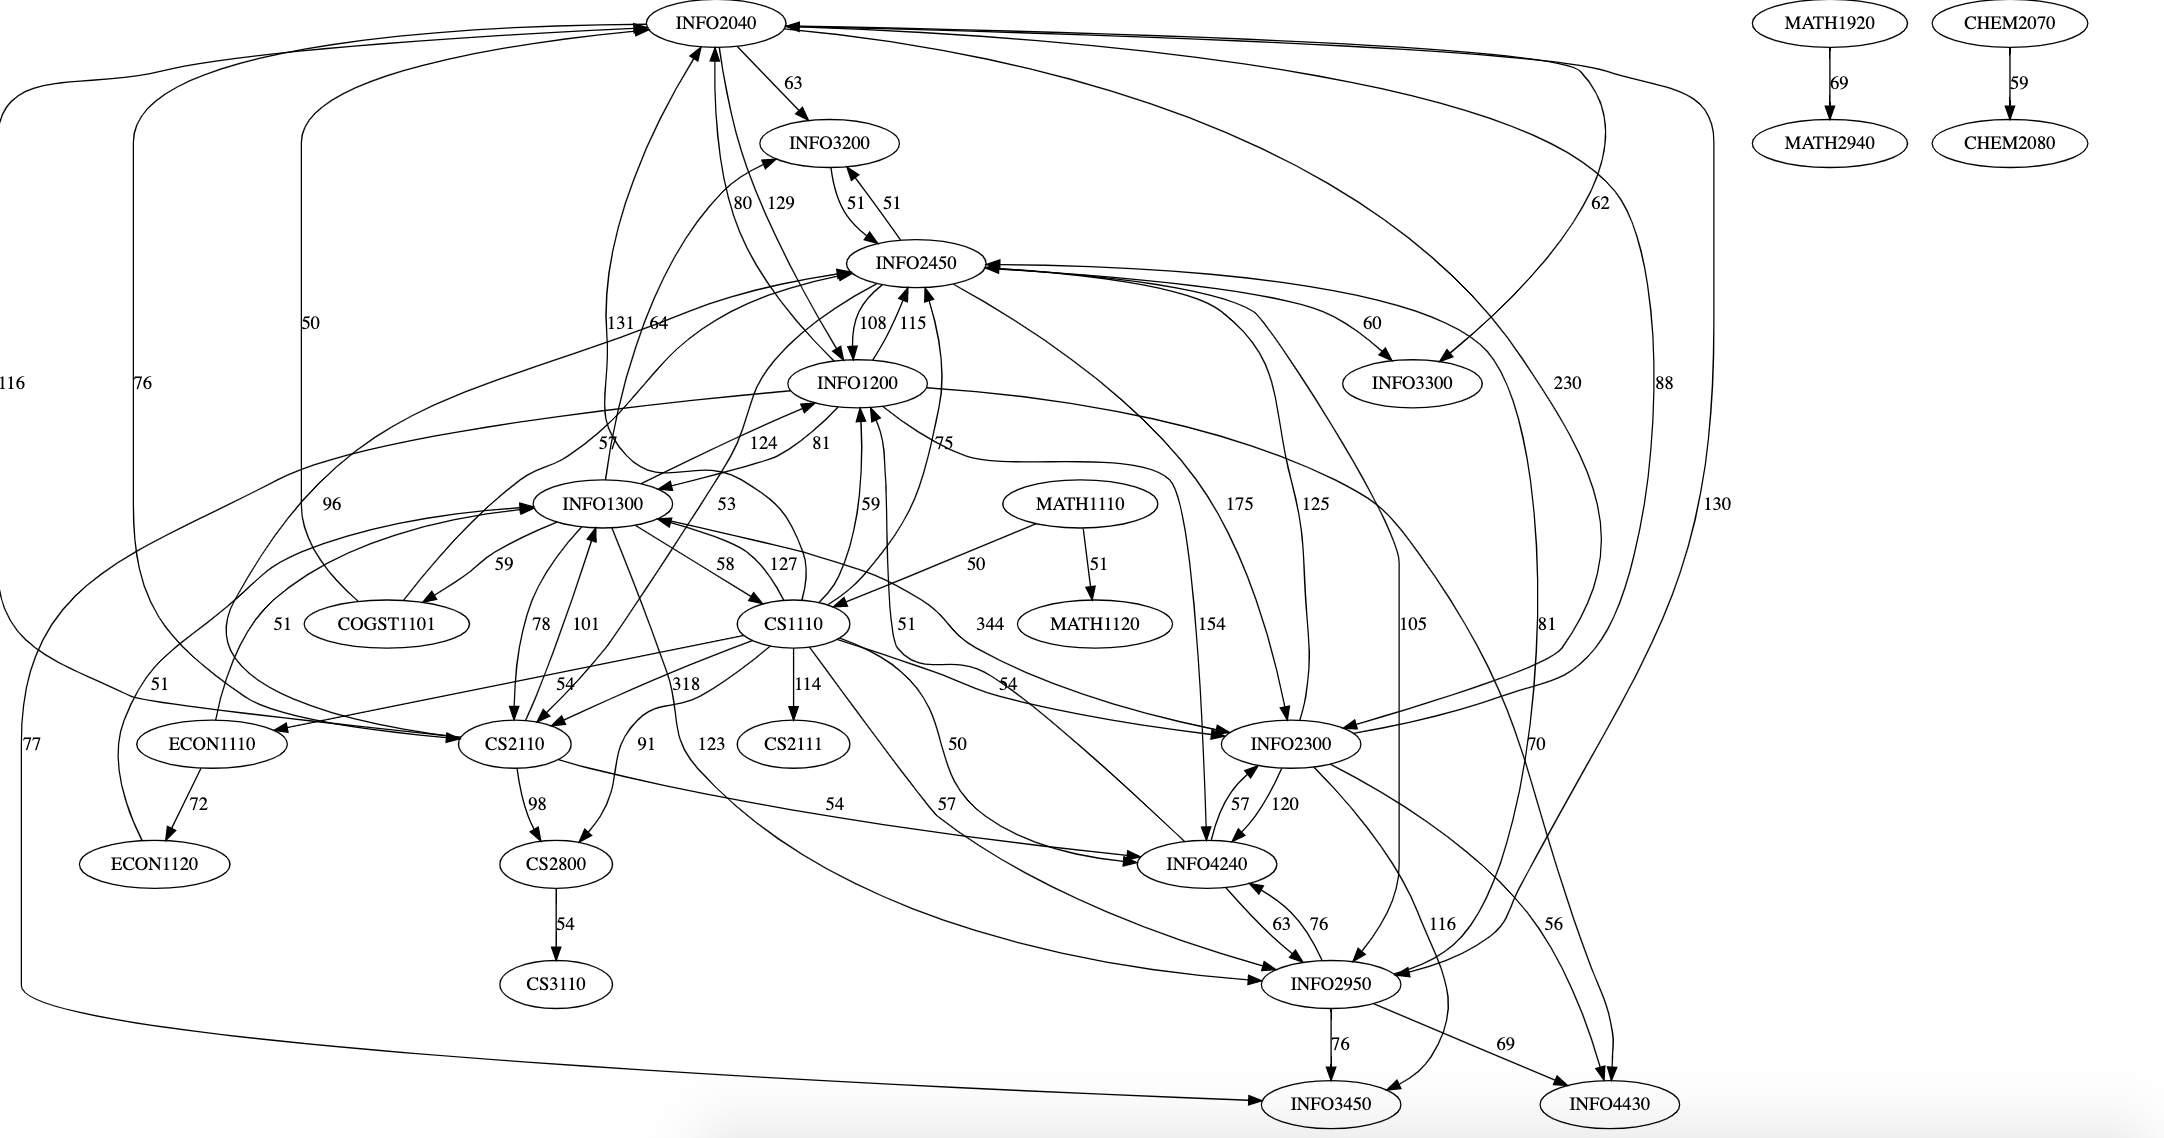 INFO2040 MATH1920 CHEM2070
63 69 59
INFO3200 MATH2940 CHEM2080
80 129 51 51 62
INFO2450
50 131 64 108 115 60
116 76 INFO1200 INFO3300 230 88
57 124 81 75
96 INFO1300 53 59 MATH1110 175 125 70 130
59 58 127 50 51
51 COGST1101 78 101 CS1110 51 MATH1120 154 344 105 81
51 54 318 114 54
77 ECON1110 CS2110 91 123 CS2111 50 INFO2300
72 98 54 57 57 120
ECON1120 CS2800 INFO4240
54 63 76 116 56
CS3110 INFO2950
76 69
INFO3450 INFO4430